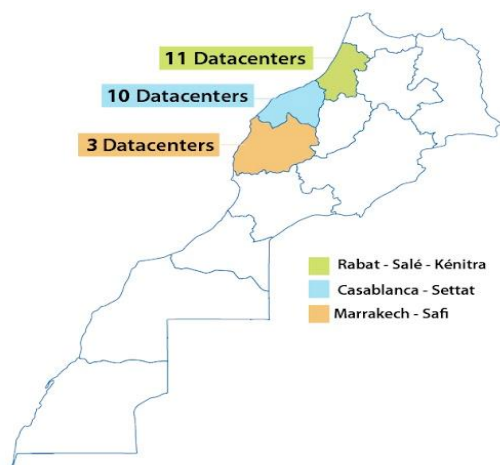 11 Datacenters
10 Datacenters
3 Datacenters
Rabat - Salé - Kénitra
Casablanca - Settat
Marrakech - Safi